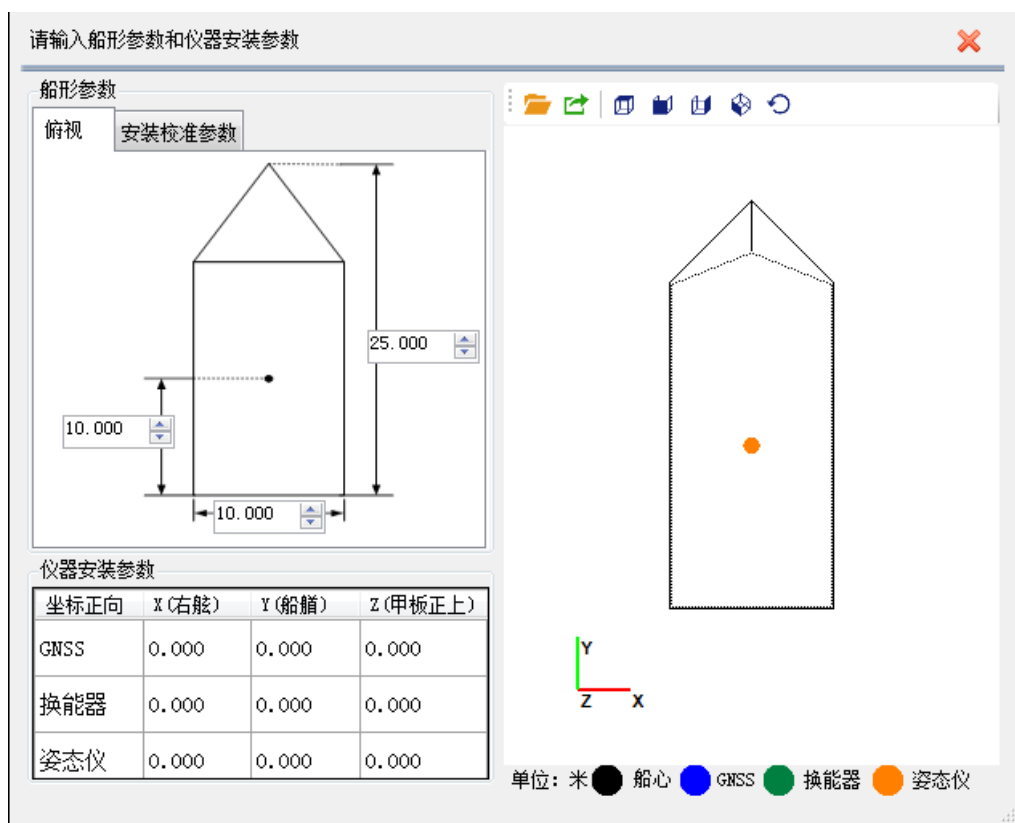 请输入船形参数和仪器安装参数
船形参数
俯视 安装校准参数
25.000
10.000
10.000
仪器安装参数
坐标正向 X(右舷) Y(船艏) Z(甲板正上)
GNSS 0.000 0.000 0.000
换能器 0.000 0.000 0.000
姿态仪 0.000 0.000 0.000
Y
Z X
单位: 米 船心 GNSS 换能器 姿态仪